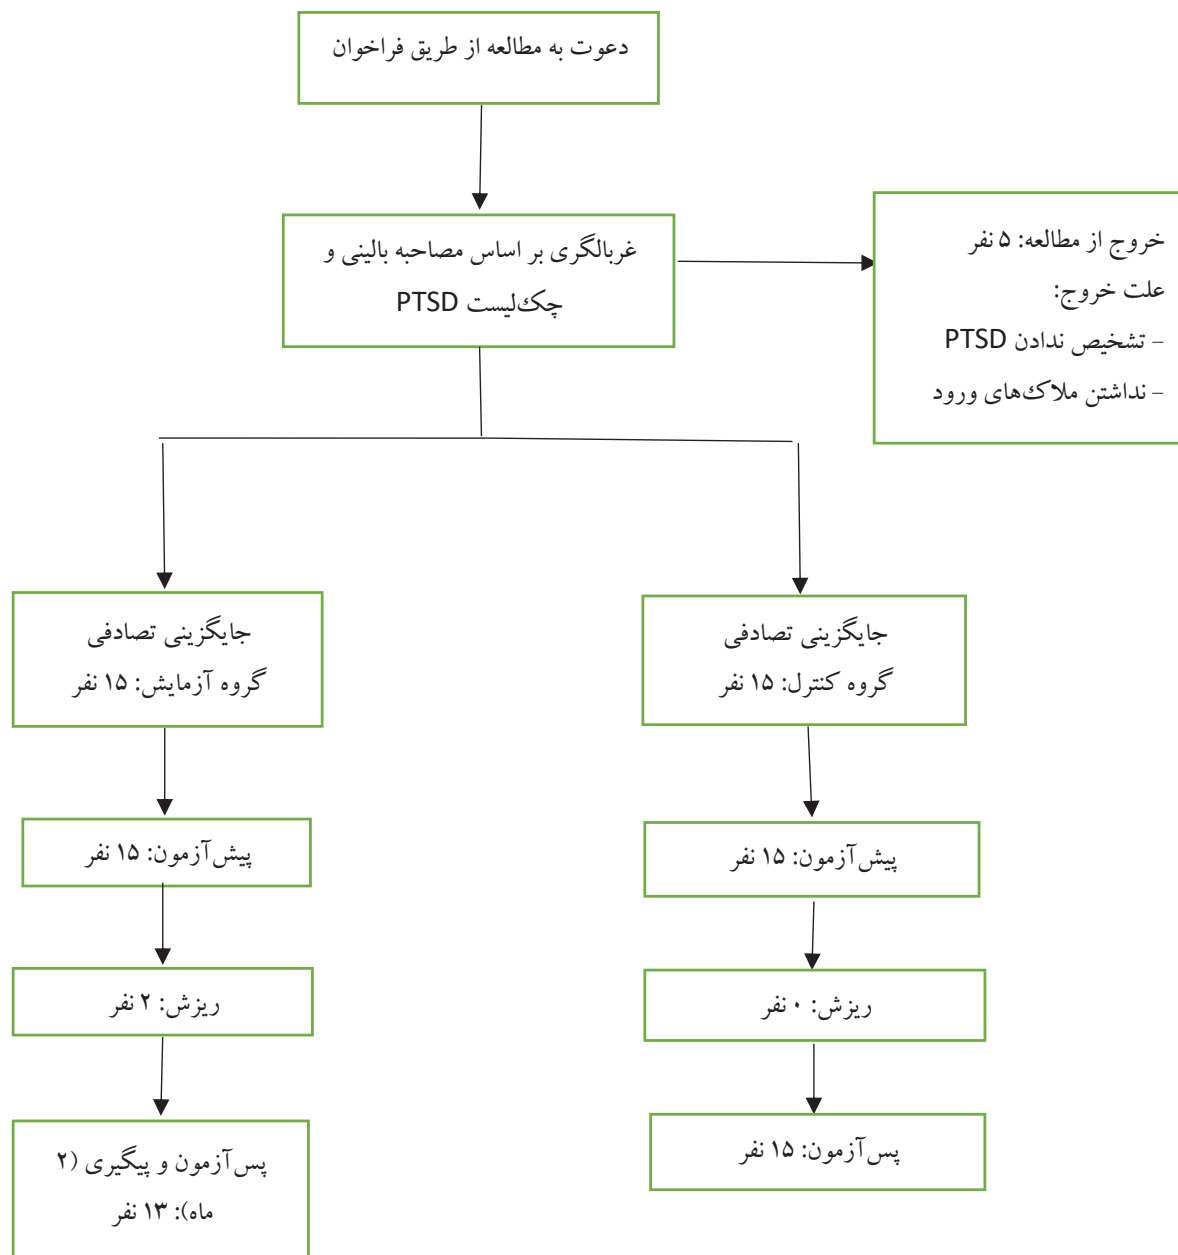 دعوت به مطالعه از طریق فراخوان
غربالگری بر اساس مصاحبه بالینی و
چک‌لیست PTSD
خروج از مطالعه: ۵ نفر
علت خروج:
- تشخیص ندادن PTSD
- نداشتن ملاک‌های ورود
جایگزینی تصادفی
گروه آزمایش: ۱۵ نفر
جایگزینی تصادفی
گروه کنترل: ۱۵ نفر
پیش‌آزمون: ۱۵ نفر
پیش‌آزمون: ۱۵ نفر
ریزش: ۲ نفر
ریزش: ۰ نفر
پس‌آزمون و پیگیری (۲
ماه): ۱۳ نفر
پس‌آزمون: ۱۵ نفر